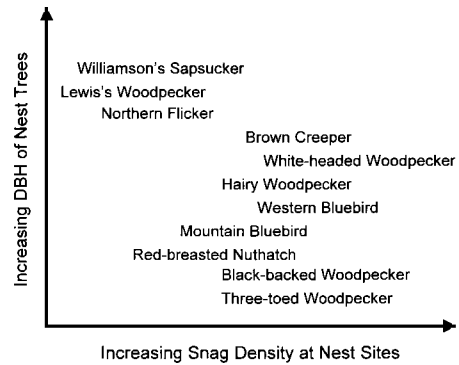 Increasing DBH of Nest Trees
Williamson's Sapsucker
Lewis's Woodpecker
Northern Flicker
Brown Creeper
White-headed Woodpecker
Hairy Woodpecker
Western Bluebird
Mountain Bluebird
Red-breasted Nuthatch
Black-backed Woodpecker
Three-toed Woodpecker
Increasing Snag Density at Nest Sites